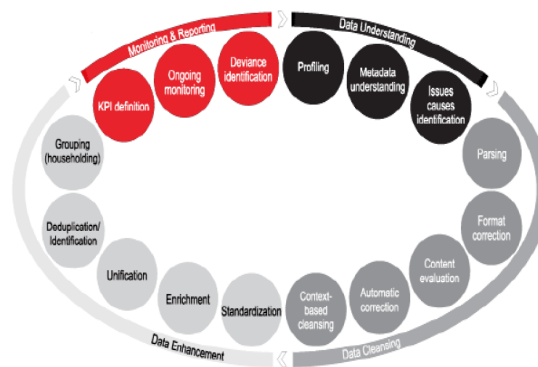 Monitoring & Reporting
Data Understanding
KPI definition
Ongoing
monitoring
Deviance
identification
Profiling
Metadata
understanding
Issues
causes
identification
Parsing
Format
correction
Content
evaluation
Automatic
correction
Context-
based
cleansing
Data Cleansing
Standardization
Enrichment
Unification
Deduplication/
Identification
Grouping
(householding)
Data Enhancement